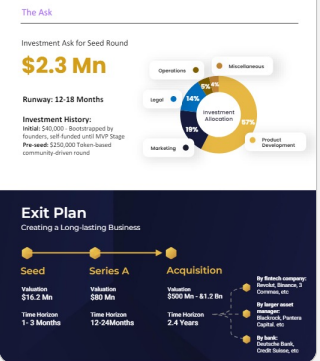 The Ask
Investment Ask for Seed Round
$2.3 Mn
Runway: 12-18 Months
Investment History:
Initial: $40,000 - Bootstrapped by
founders, self-funded until MVP Stage
Pre-seed: $250,000 Token-based
community-driven round
Operations
Miscellaneous
Legal
Marketing
Product
Development
Investment
Allocation
5%
4%
14%
19%
57%
Exit Plan
Creating a Long-lasting Business
Seed
Valuation
$16.2 Mn
Time Horizon
1- 3 Months
Series A
Valuation
$80 Mn
Time Horizon
12-24Months
Acquisition
Valuation
$500 Mn - &1.2 Bn
Time Horizon
2.4 Years
By fintech company:
Revolut, Binance, 3
Commas, etc
By larger asset
manager:
Blackrock, Pantera
Capital. etc
By bank:
Deutsche Bank,
Credit Suisse, etc